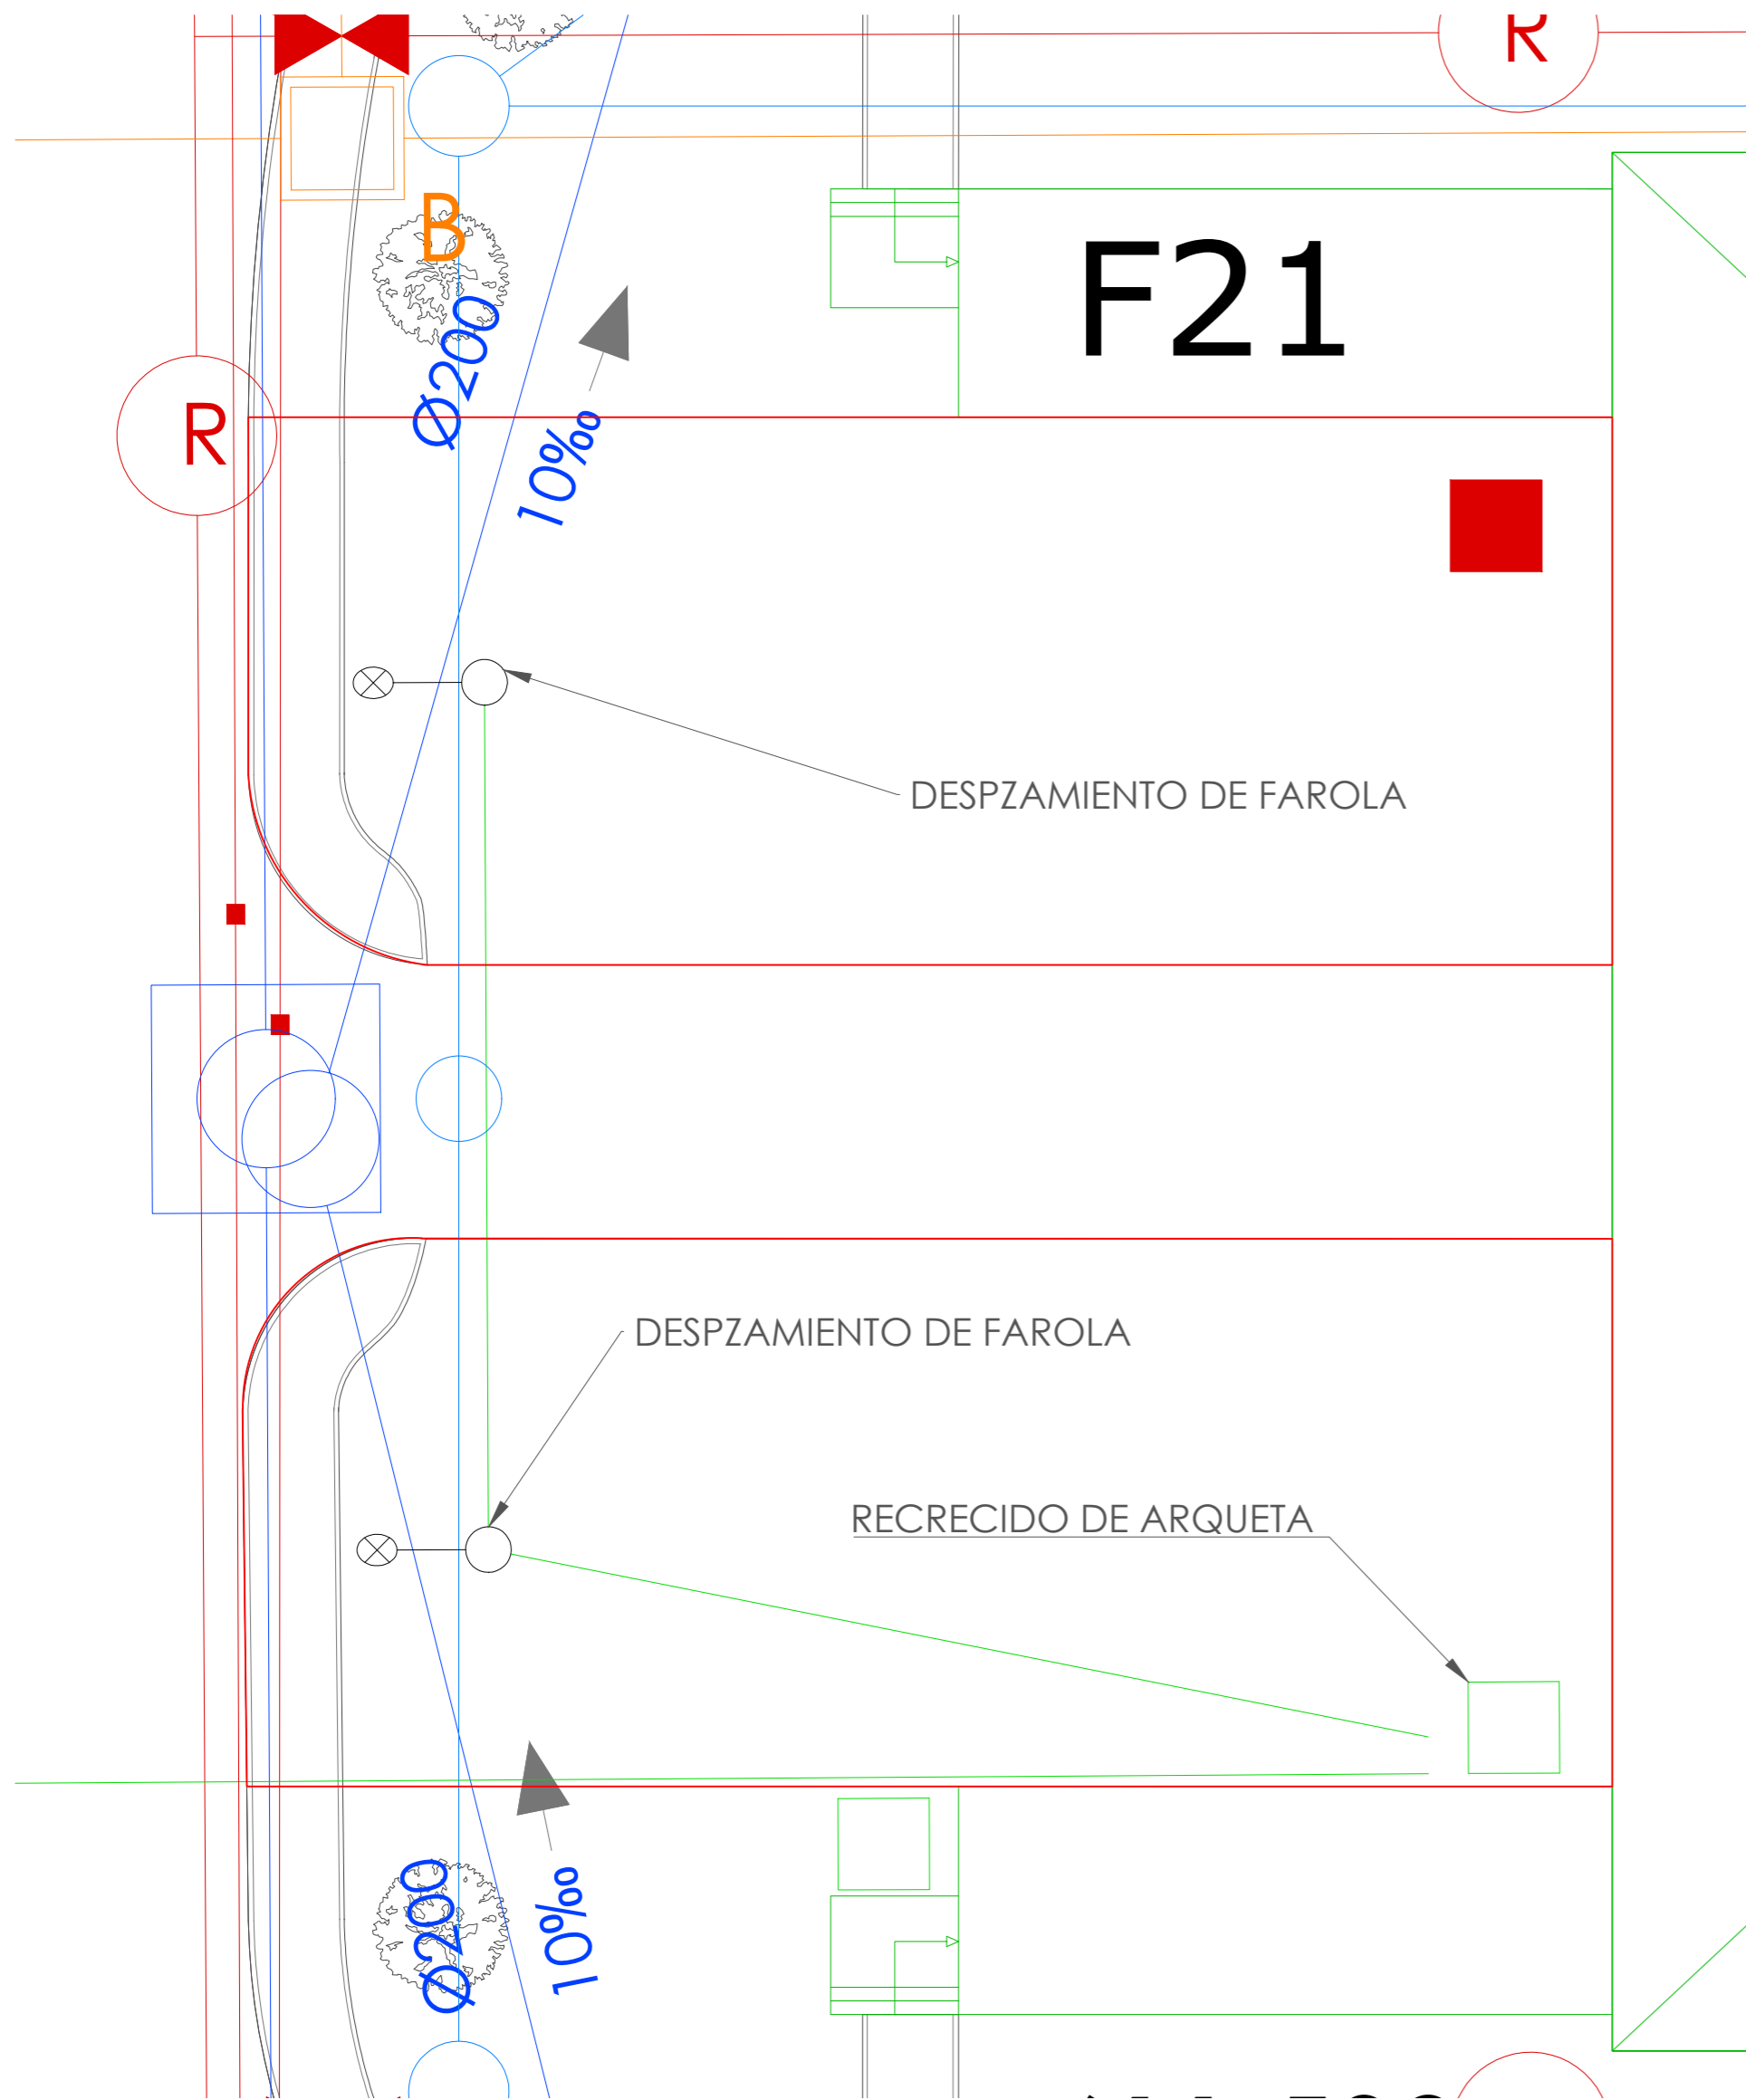 R
B
F21
Ø200
10‰
R
DESPZAMIENTO DE FAROLA
DESPZAMIENTO DE FAROLA
RECRECIDO DE ARQUETA
Ø200
10‰